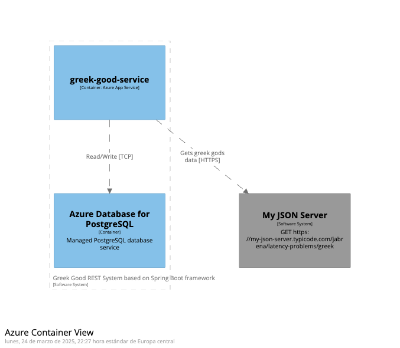 greek-good-service
[Container: Azure App Service]
Read/Write [TCP]
Gets greek gods
data [HTTPS]
Azure Database for
PostgreSQL
[Container]
Managed PostgreSQL database
service
My JSON Server
[Software System]
GET https:
//my-json-server.typicode.com/jabr
ena/latency-problems/greek
Greek Good REST System based on Spring Boot framework
[Software System]
Azure Container View
lunes, 24 de marzo de 2025, 22:27 hora estándar de Europa central